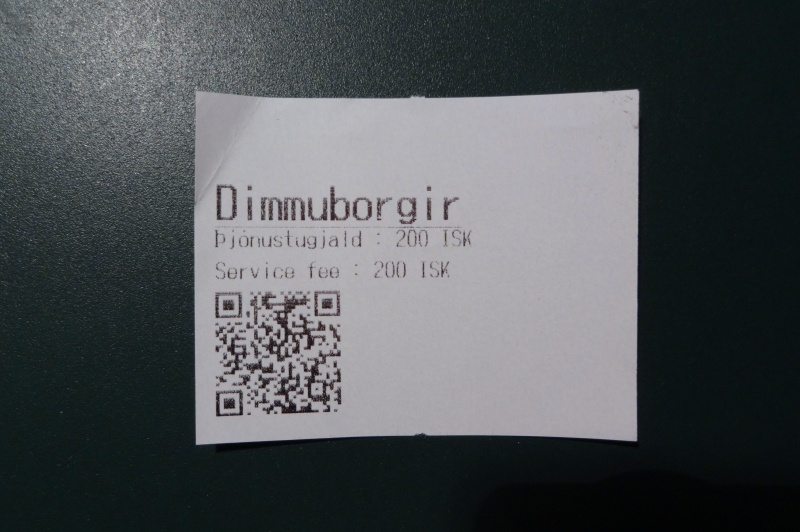 Dimmuborgir
Þjónustugjald : 200 ISK
Service fee : 200 ISK